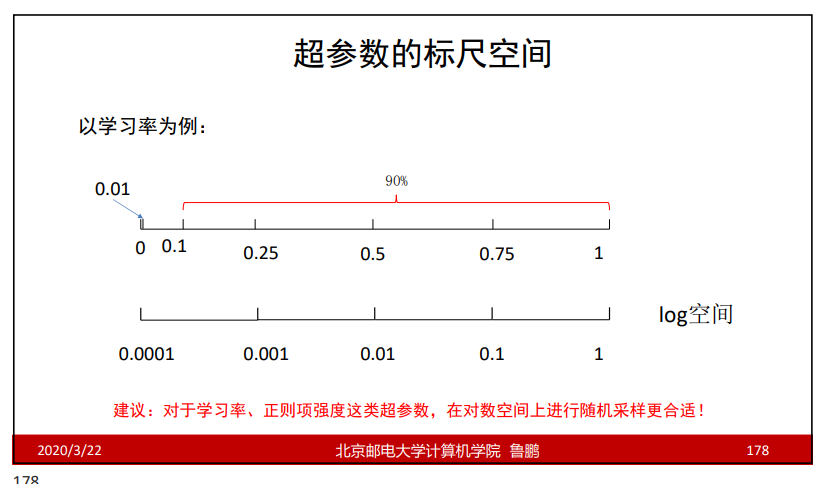 超参数的标尺空间
以学习率为例：
90%
0.01
0 0.1 0.25 0.5 0.75 1
log空间
0.0001 0.001 0.01 0.1 1
建议：对于学习率、正则项强度这类超参数，在对数空间上进行随机采样更合适！
2020/3/22 北京邮电大学计算机学院 鲁鹏 178
178